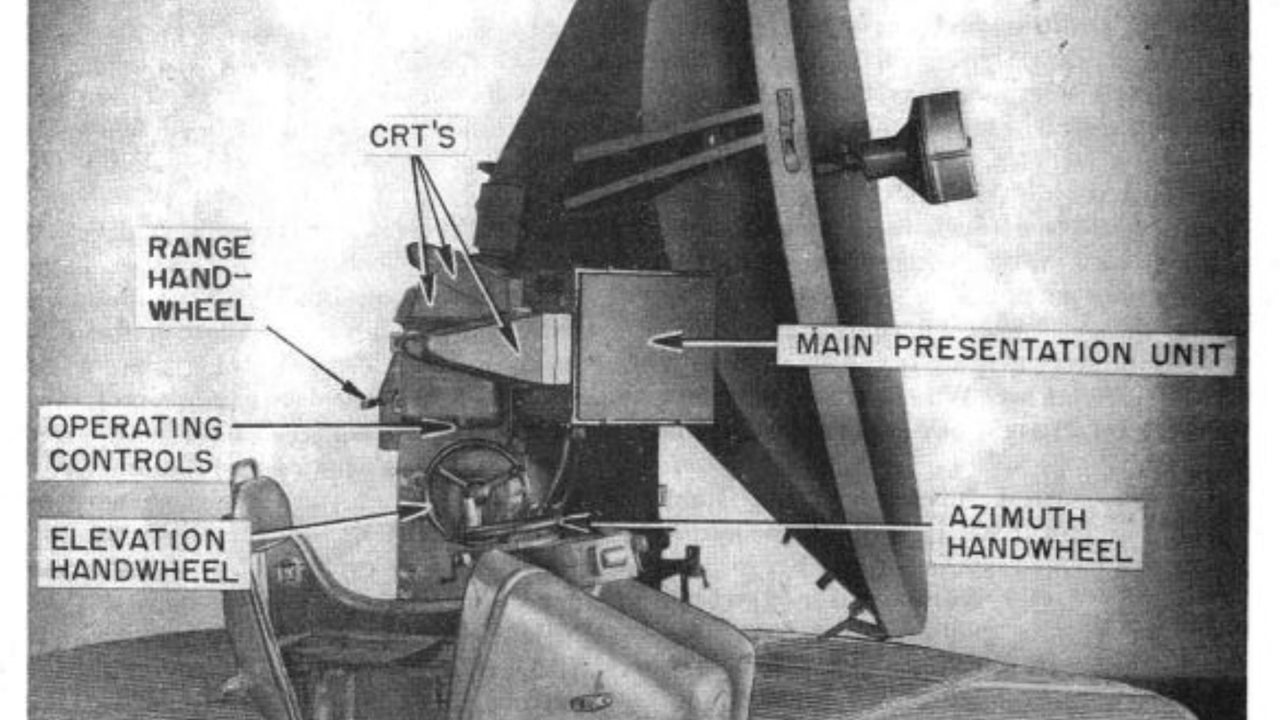 CRT'S
RANGE
HAND-
WHEEL
MAIN PRESENTATION UNIT
OPERATING
CONTROLS
ELEVATION
HANDWHEEL
AZIMUTH
HANDWHEEL